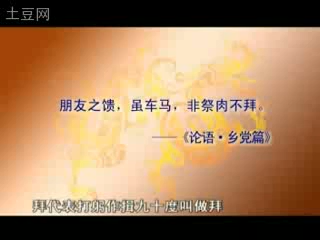 土豆网
朋友之馈，虽车马，非祭肉不拜。
——《论语·乡党篇》
拜代表打躬作揖九十度叫做拜